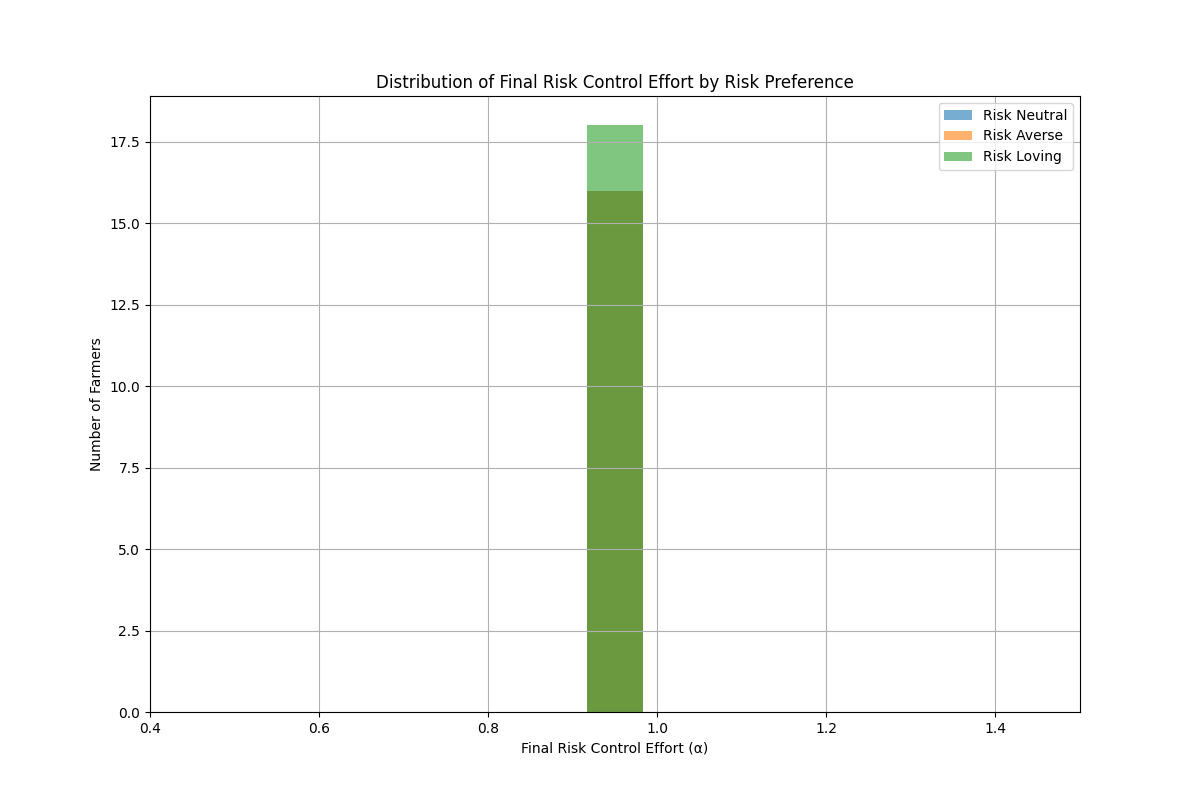 Distribution of Final Risk Control Effort by Risk Preference
Risk Neutral
Risk Averse
Risk Loving
17.5
15.0
12.5
10.0
7.5
5.0
2.5
0.0
Number of Farmers
0.4 0.6 0.8 1.0 1.2 1.4
Final Risk Control Effort (α)